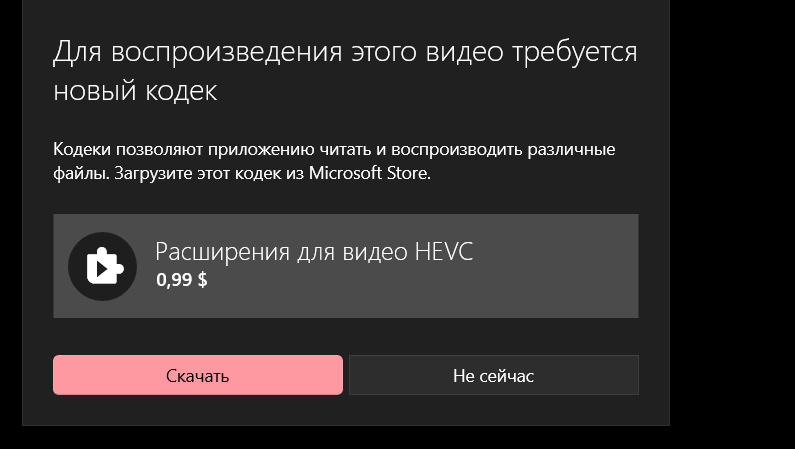 Для воспроизведения этого видео требуется
новый кодек
Кодеки позволяют приложению читать и воспроизводить различные
файлы. Загрузите этот кодек из Microsoft Store.
Расширения для видео HEVC
0,99 $
Скачать
Не сейчас